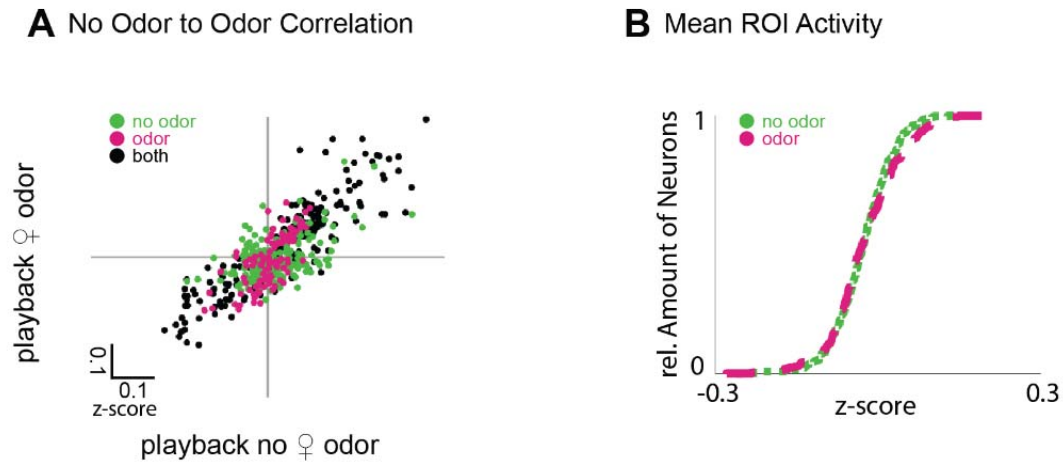 A No Odor to Odor Correlation
no odor
odor
both
playback ♀ odor
0.1
0.1
z-score
playback no ♀ odor
B Mean ROI Activity
no odor
odor
rel. Amount of Neurons
1
0
-0.3
0.3
z-score